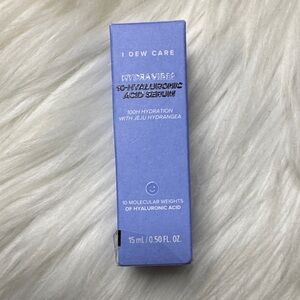 I DEW CARE
HYDRAVIBES
10-HYALURONIC
ACID SERUM
100H HYDRATION
WITH JEJU HYDRANGEA
10 MOLECULAR WEIGHTS
OF HYALURONIC ACID
15 mL / 0.50 FL. OZ.